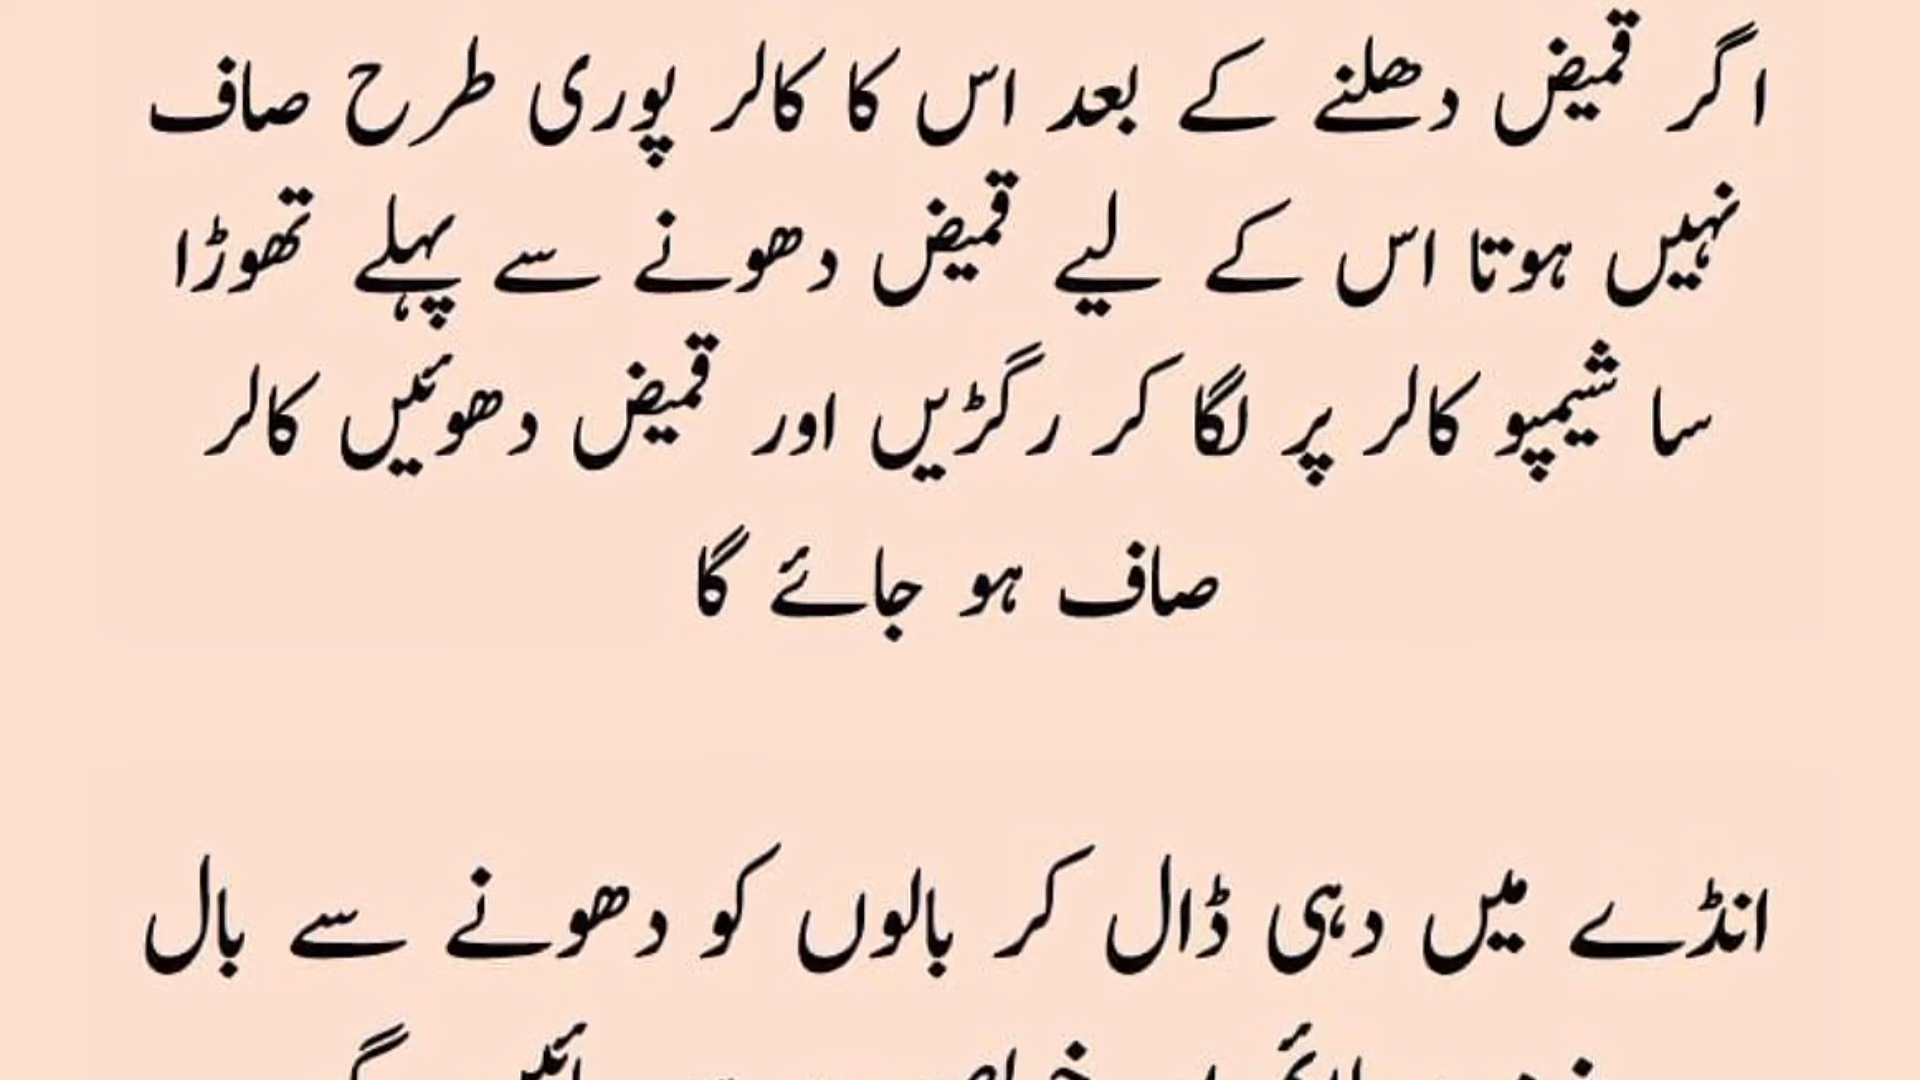 اگر قمیض دھلنے کے بعد اس کا کالر پوری طرح صاف
نہیں ہوتا اس کے لیے قمیض دھونے سے پہلے تھوڑا
سا شیمپو کالر پر لگا کر رگڑیں اور قمیض دھوئیں کالر
صاف ہو جائے گا
انڈے میں دہی ڈال کر بالوں کو دھونے سے بال